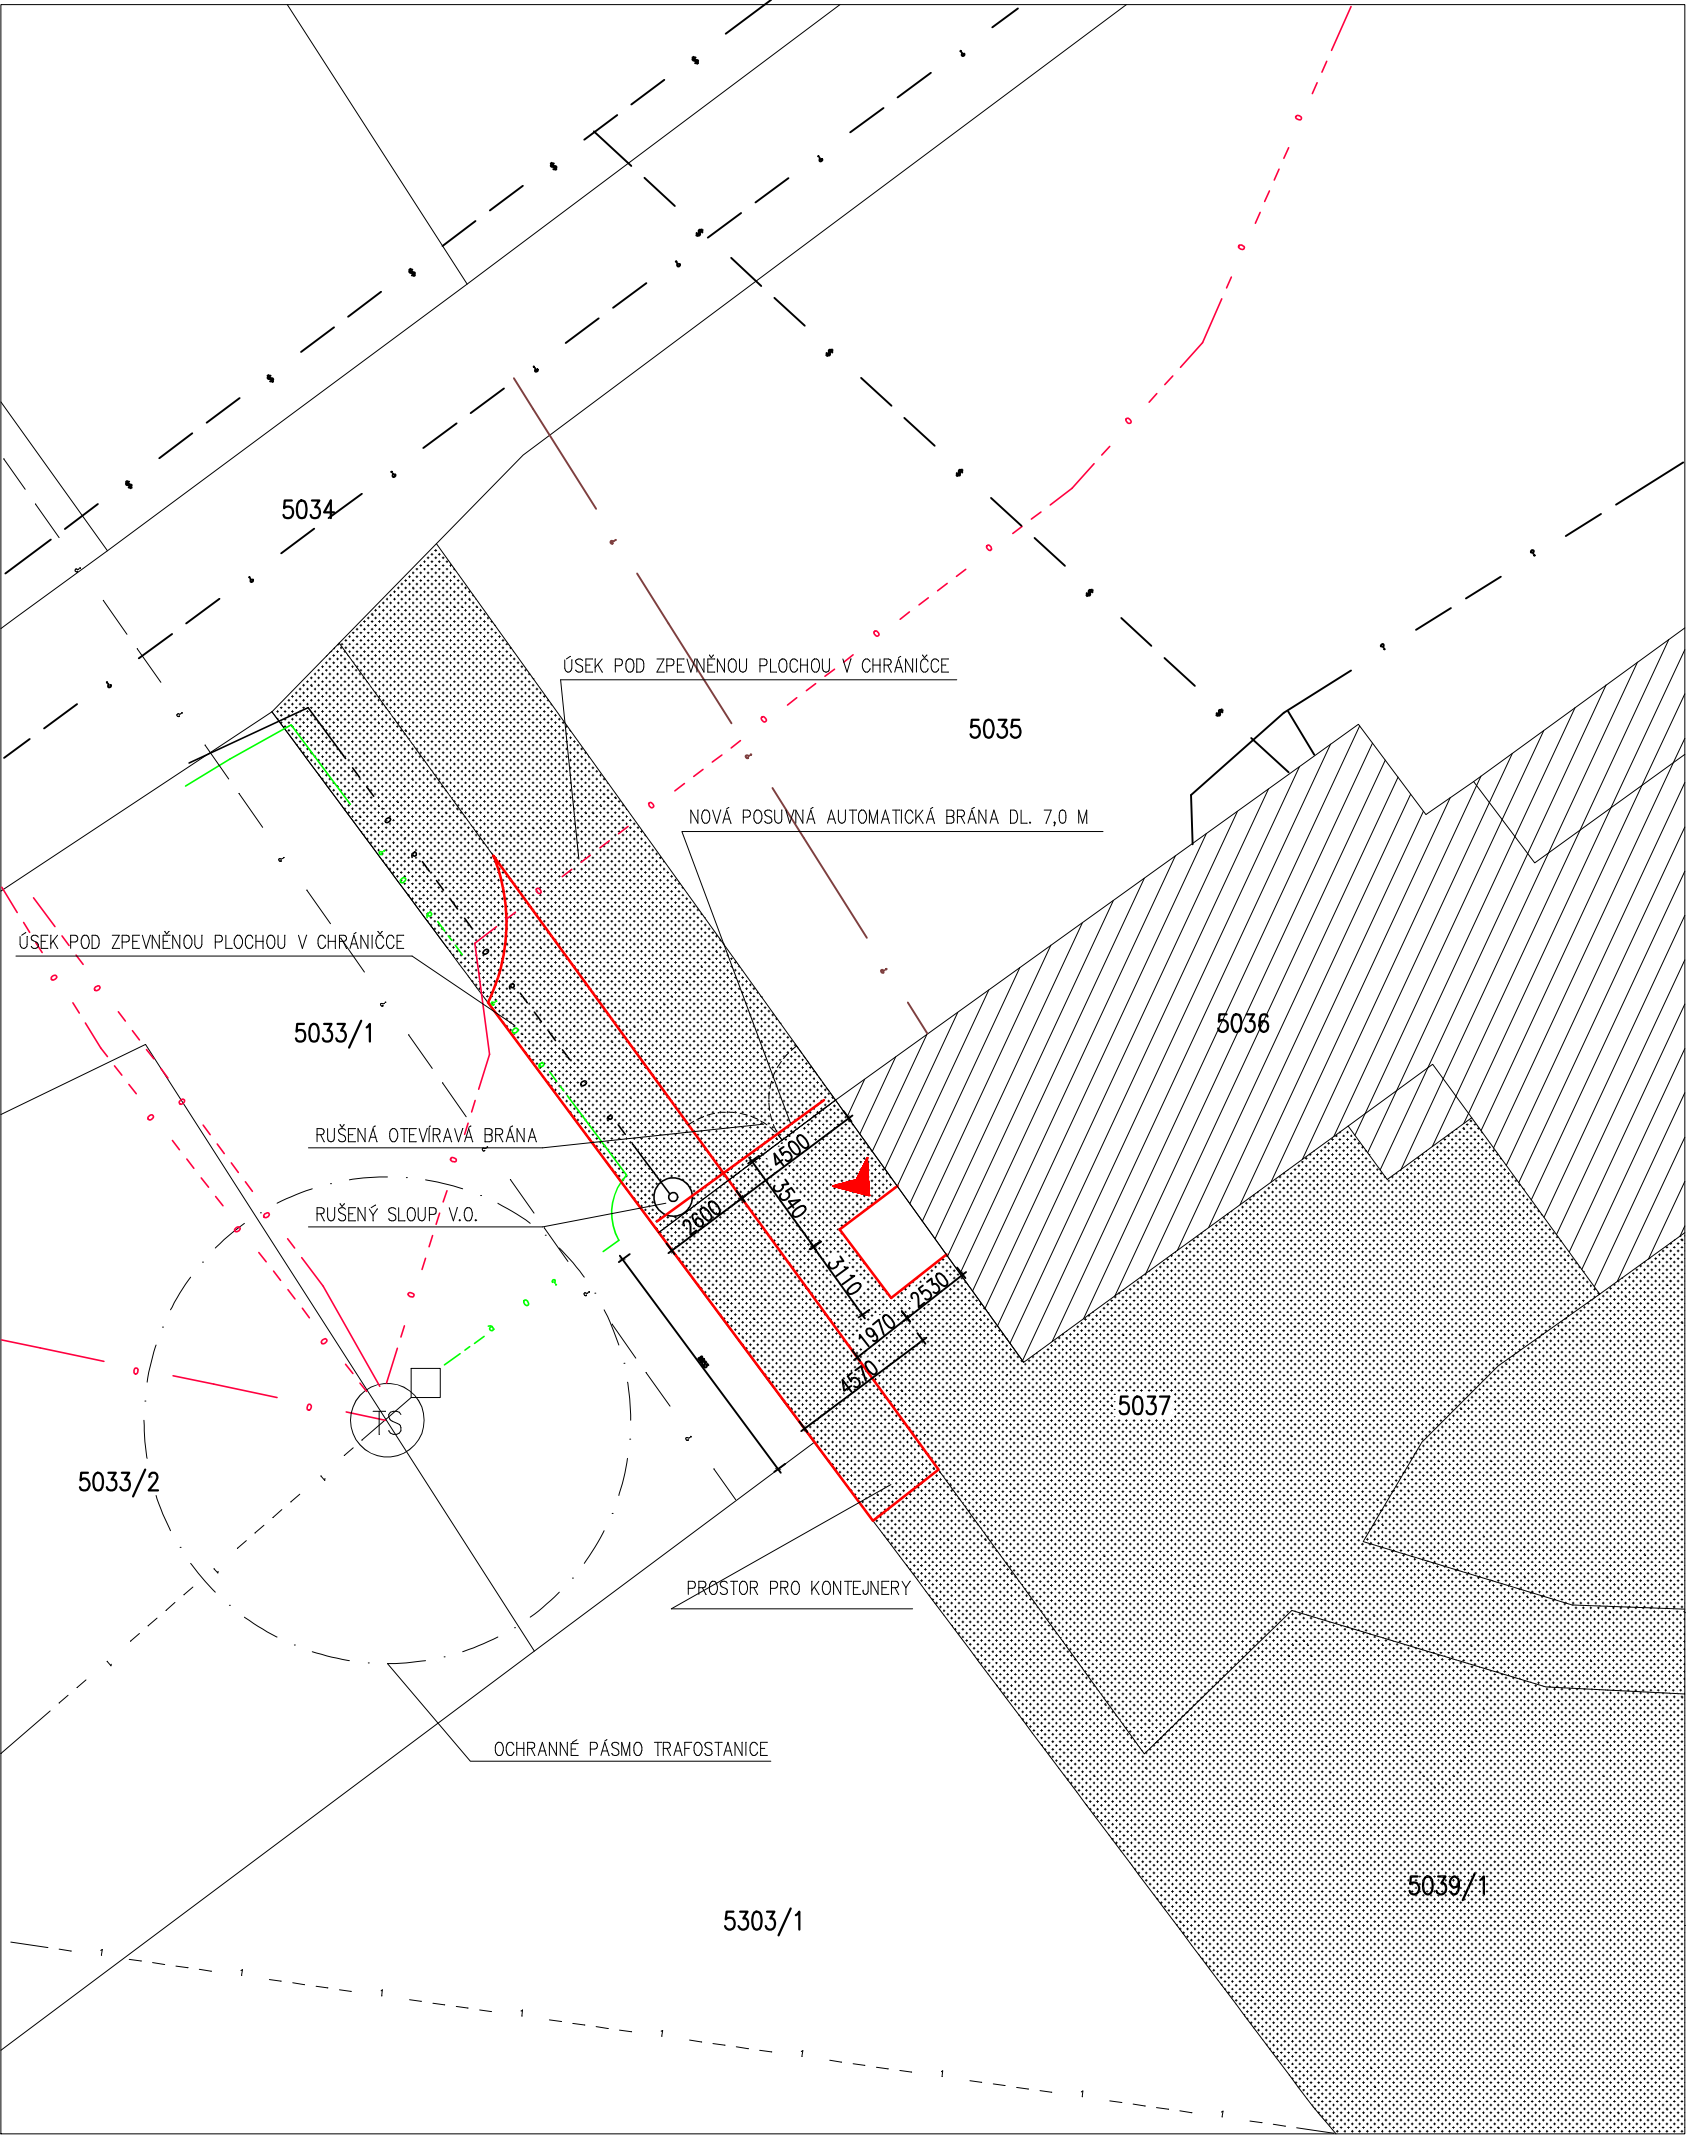 5034
ÚSEK POD ZPEVNĚNOU PLOCHOU V CHRÁNIČCE
5035
NOVÁ POSUVNÁ AUTOMATICKÁ BRÁNA DL. 7,0 M
ÚSEK POD ZPEVNĚNOU PLOCHOU V CHRÁNIČCE
5033/1
5036
RUŠENÁ OTEVÍRAVÁ BRÁNA
4500
3540
RUŠENÝ SLOUP V.O.
2600
3110
2530
1970
4570
5037
TS
5033/2
PROSTOR PRO KONTEJNERY
OCHRANNÉ PÁSMO TRAFOSTANICE
5039/1
5303/1